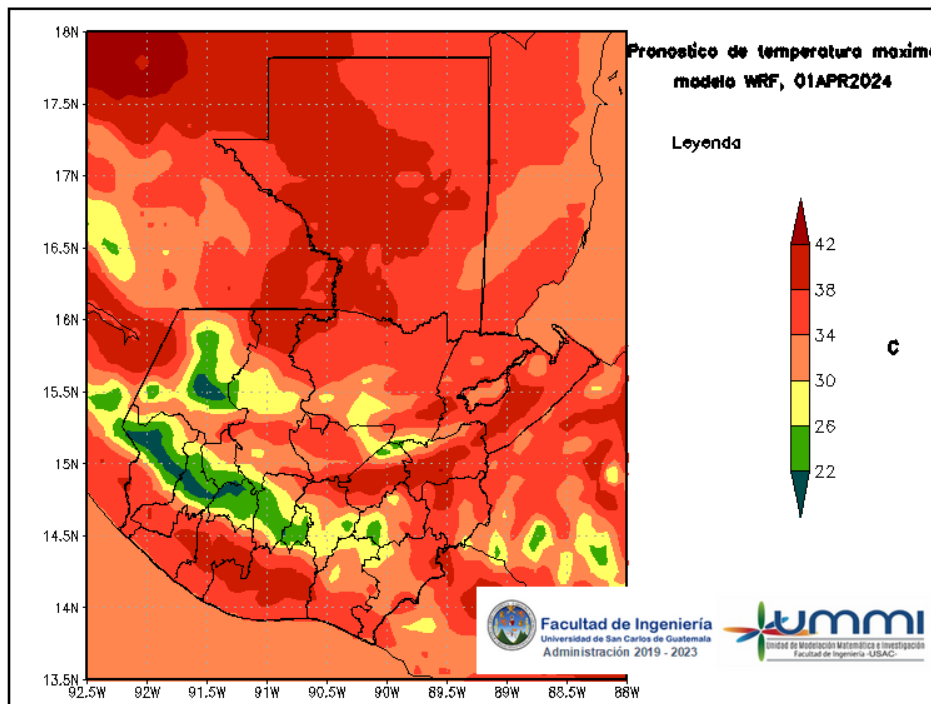 18N
17.5N
17N
16.5N
16N
15.5N
15N
14.5N
14N
13.5N
92.5W 92W 91.5W 91W 90.5W 90W 89.5W 89W 88.5W 88W
Pronostico de temperatura maxima
modelo WRF, 01APR2024
Leyenda
42
38
34
30
26
22
C
Facultad de Ingeniería
Universidad de San Carlos de Guatemala
Administración 2019 - 2023
UMMI
Unidad de Modelación Matemática e Investigación
Facultad de Ingeniería -USAC-